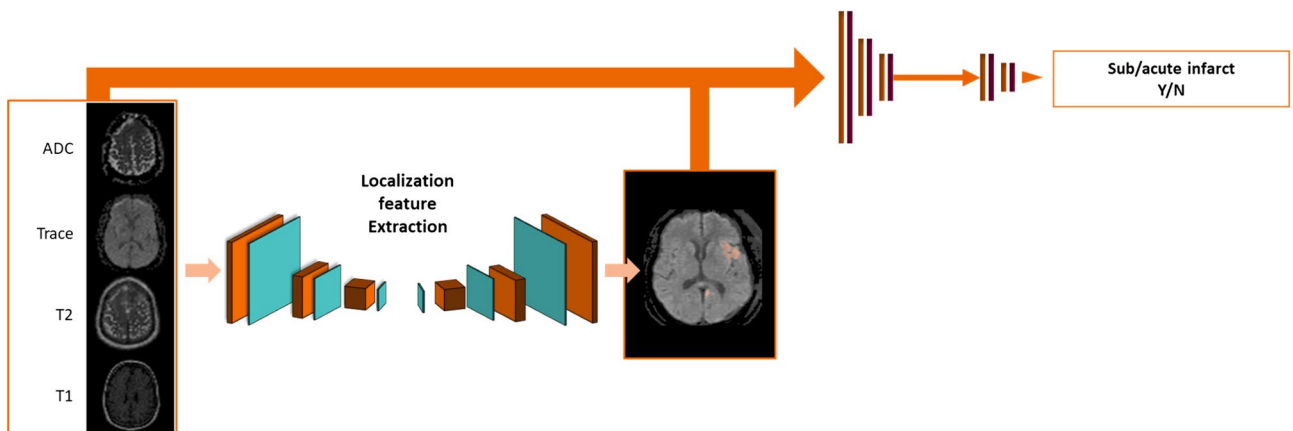 ADC
Trace
T2
T1
Localization
feature
Extraction
Sub/acute infarct
Y/N